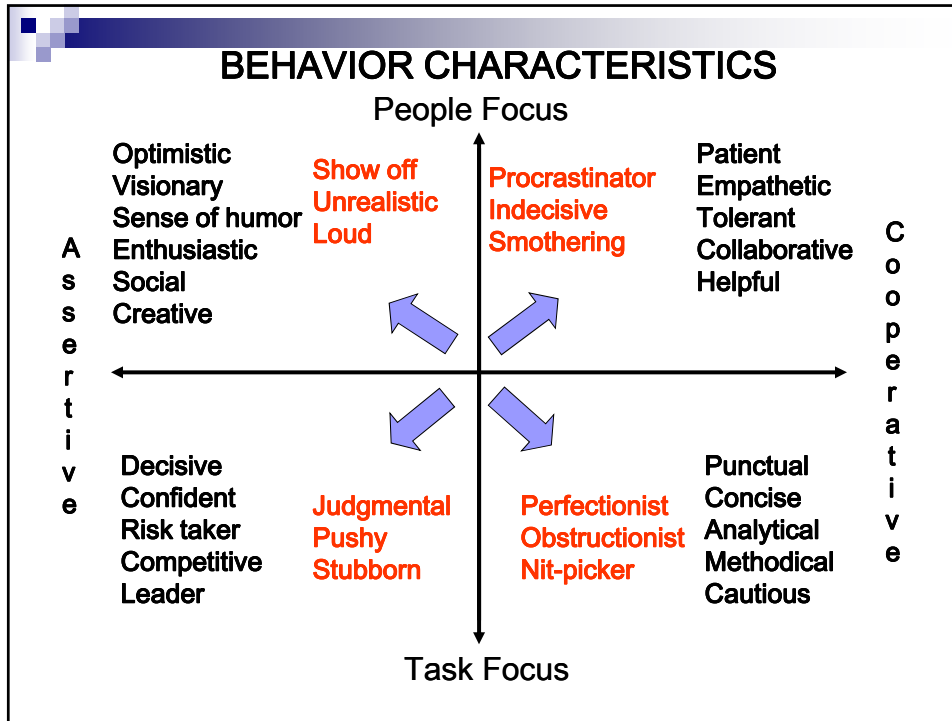 BEHAVIOR CHARACTERISTICS
People Focus
Optimistic
Visionary
Sense of humor
Enthusiastic
Social
Creative
Show off
Unrealistic
Loud
Procrastinator
Indecisive
Smothering
Patient
Empathetic
Tolerant
Collaborative
Helpful
Assertive
Cooperative
Decisive
Confident
Risk taker
Competitive
Leader
Judgmental
Pushy
Stubborn
Perfectionist
Obstructionist
Nit-picker
Punctual
Concise
Analytical
Methodical
Cautious
Task Focus